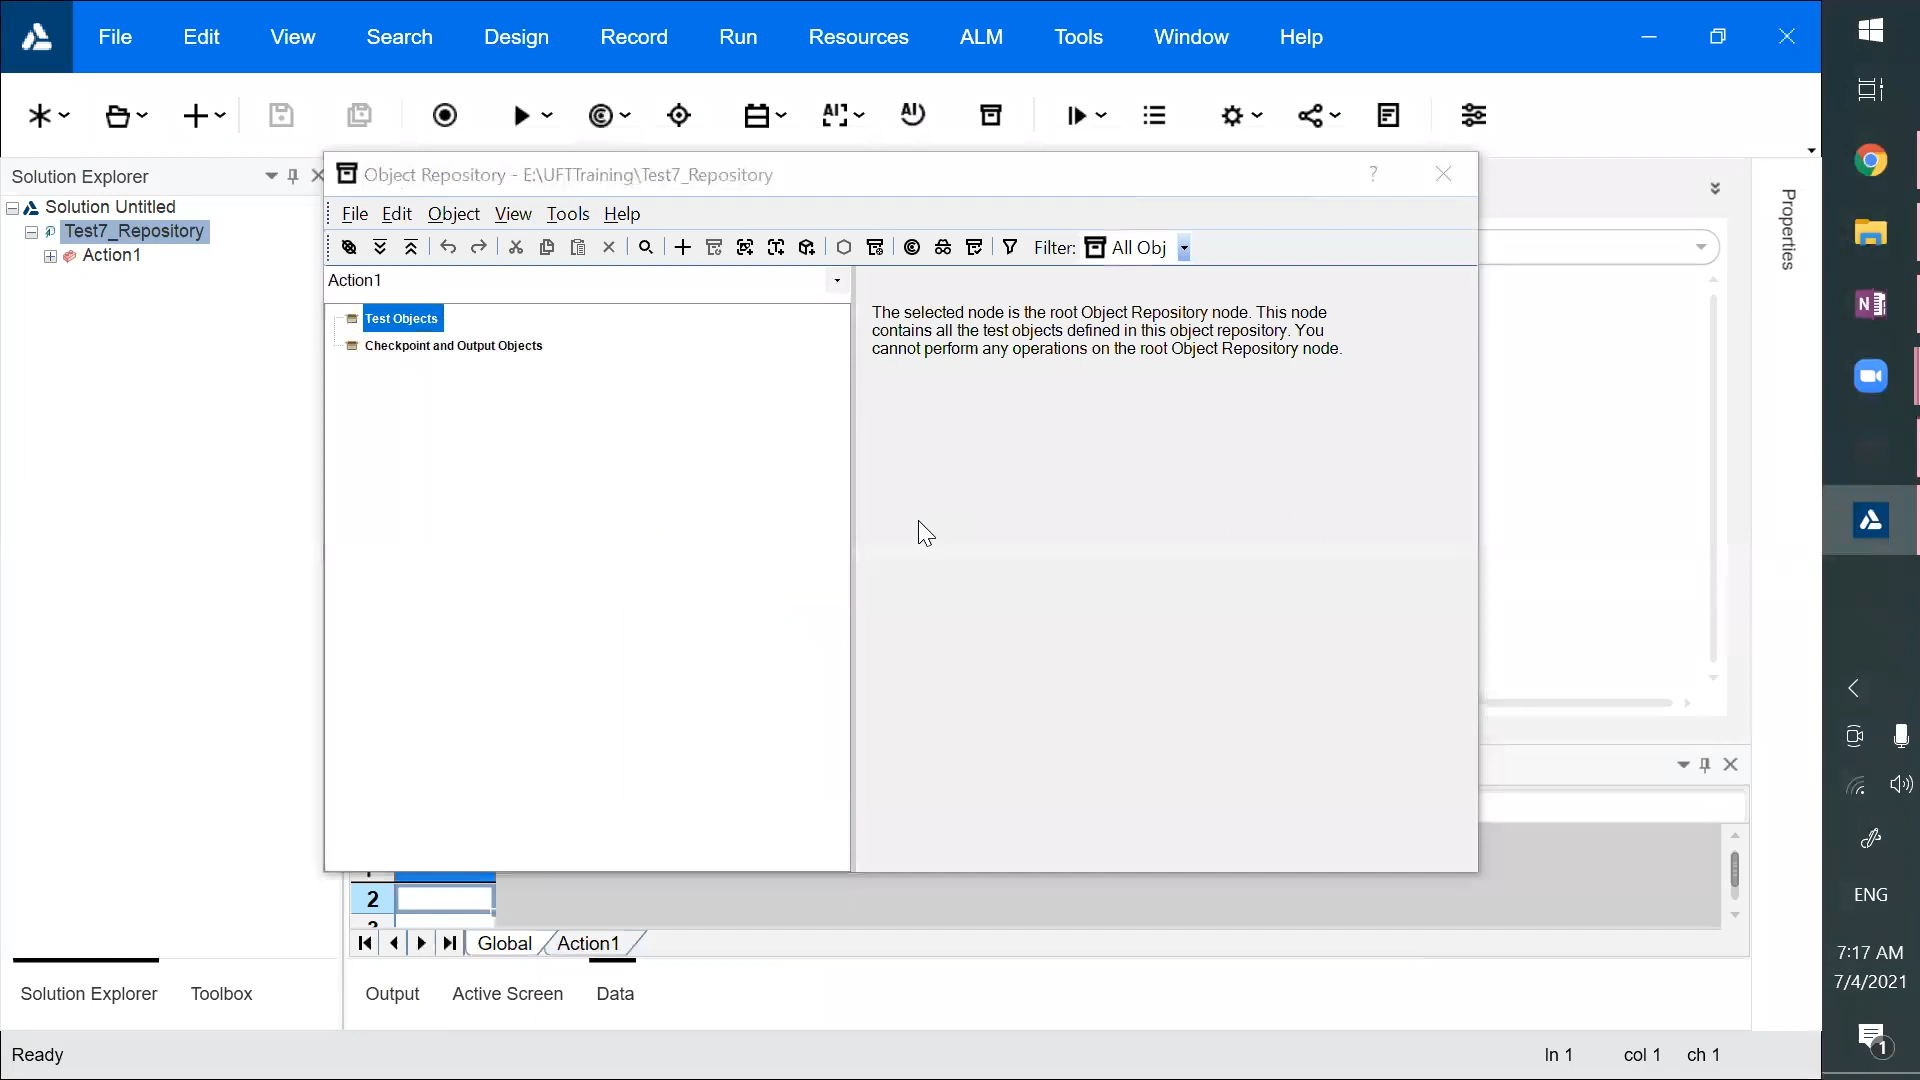 File Edit View Search Design Record Run Resources ALM Tools Window Help
Solution Explorer
Solution Untitled
Test7_Repository
Action1
Object Repository - E:\UFTTraining\Test7_Repository
?
File Edit Object View Tools Help
Filter: All Obj
Action1
Test Objects
Checkpoint and Output Objects
The selected node is the root Object Repository node. This node
contains all the test objects defined in this object repository. You
cannot perform any operations on the root Object Repository node.
Properties
2
Global Action1
Solution Explorer Toolbox
Output Active Screen Data
Ready
ln 1 col 1 ch 1
ENG
7:17 AM
7/4/2021
1